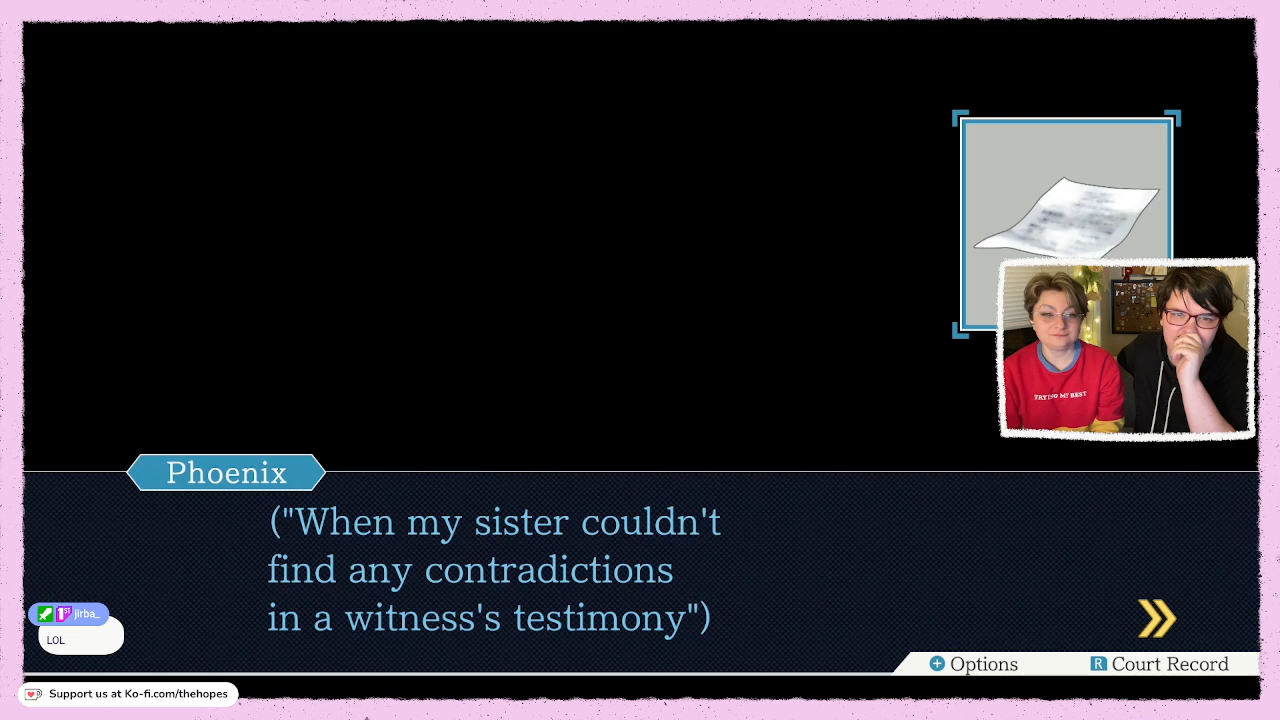 Phoenix
("When my sister couldn't
find any contradictions
in a witness's testimony")
TRYING MY BEST
jirba_
LOL
Options
R Court Record
Support us at Ko-fi.com/thehopes